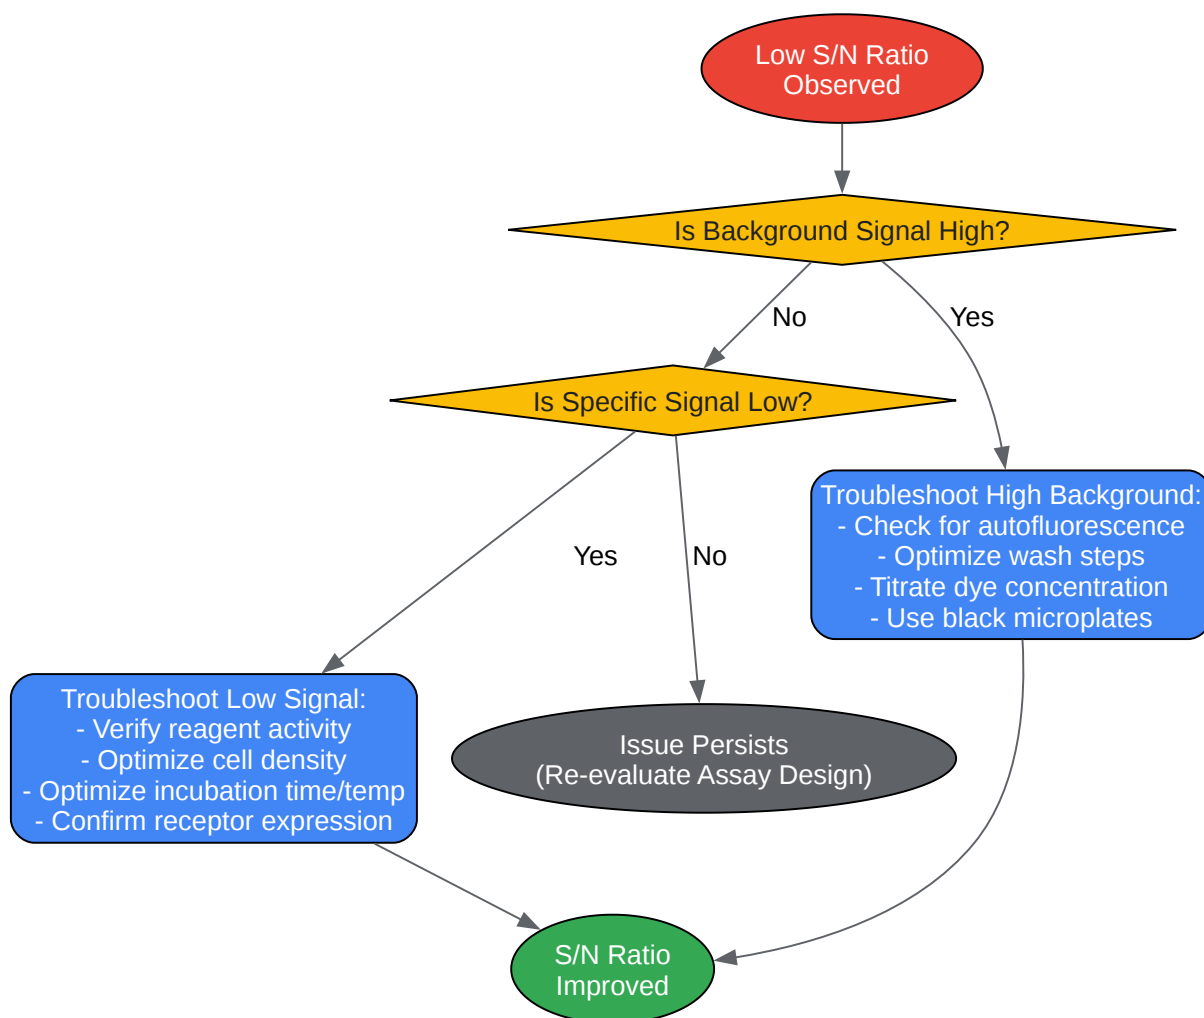 Low S/N Ratio
Observed
Is Background Signal High?
No
Yes
Is Specific Signal Low?
Troubleshoot High Background:
- Check for autofluorescence
- Optimize wash steps
- Titrate dye concentration
- Use black microplates
Yes
No
Troubleshoot Low Signal:
- Verify reagent activity
- Optimize cell density
- Optimize incubation time/temp
- Confirm receptor expression
Issue Persists
(Re-evaluate Assay Design)
S/N Ratio
Improved